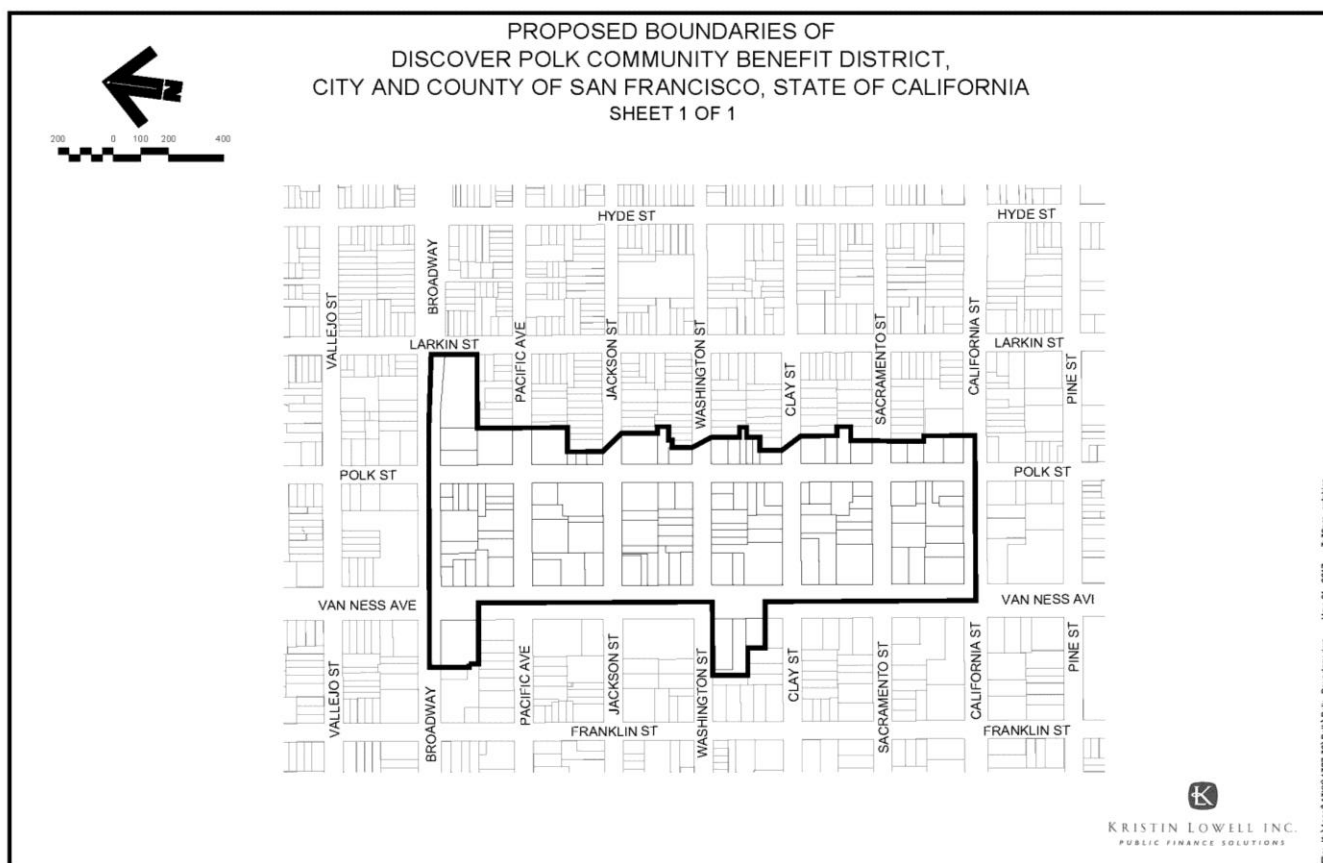 PROPOSED BOUNDARIES OF
DISCOVER POLK COMMUNITY BENEFIT DISTRICT,
CITY AND COUNTY OF SAN FRANCISCO, STATE OF CALIFORNIA
SHEET 1 OF 1
N
200 0 100 200 400
HYDE ST
HYDE ST
VALLEJO ST
BROADWAY
PACIFIC AVE
JACKSON ST
WASHINGTON ST
CLAY ST
SACRAMENTO ST
CALIFORNIA ST
PINE ST
LARKIN ST
LARKIN ST
POLK ST
POLK ST
VAN NESS AVE
VAN NESS AVI
VALLEJO ST
BROADWAY
PACIFIC AVE
JACKSON ST
WASHINGTON ST
CLAY ST
SACRAMENTO ST
CALIFORNIA ST
PINE ST
FRANKLIN ST
FRANKLIN ST
KL
KRISTIN LOWELL INC.
PUBLIC FINANCE SOLUTIONS